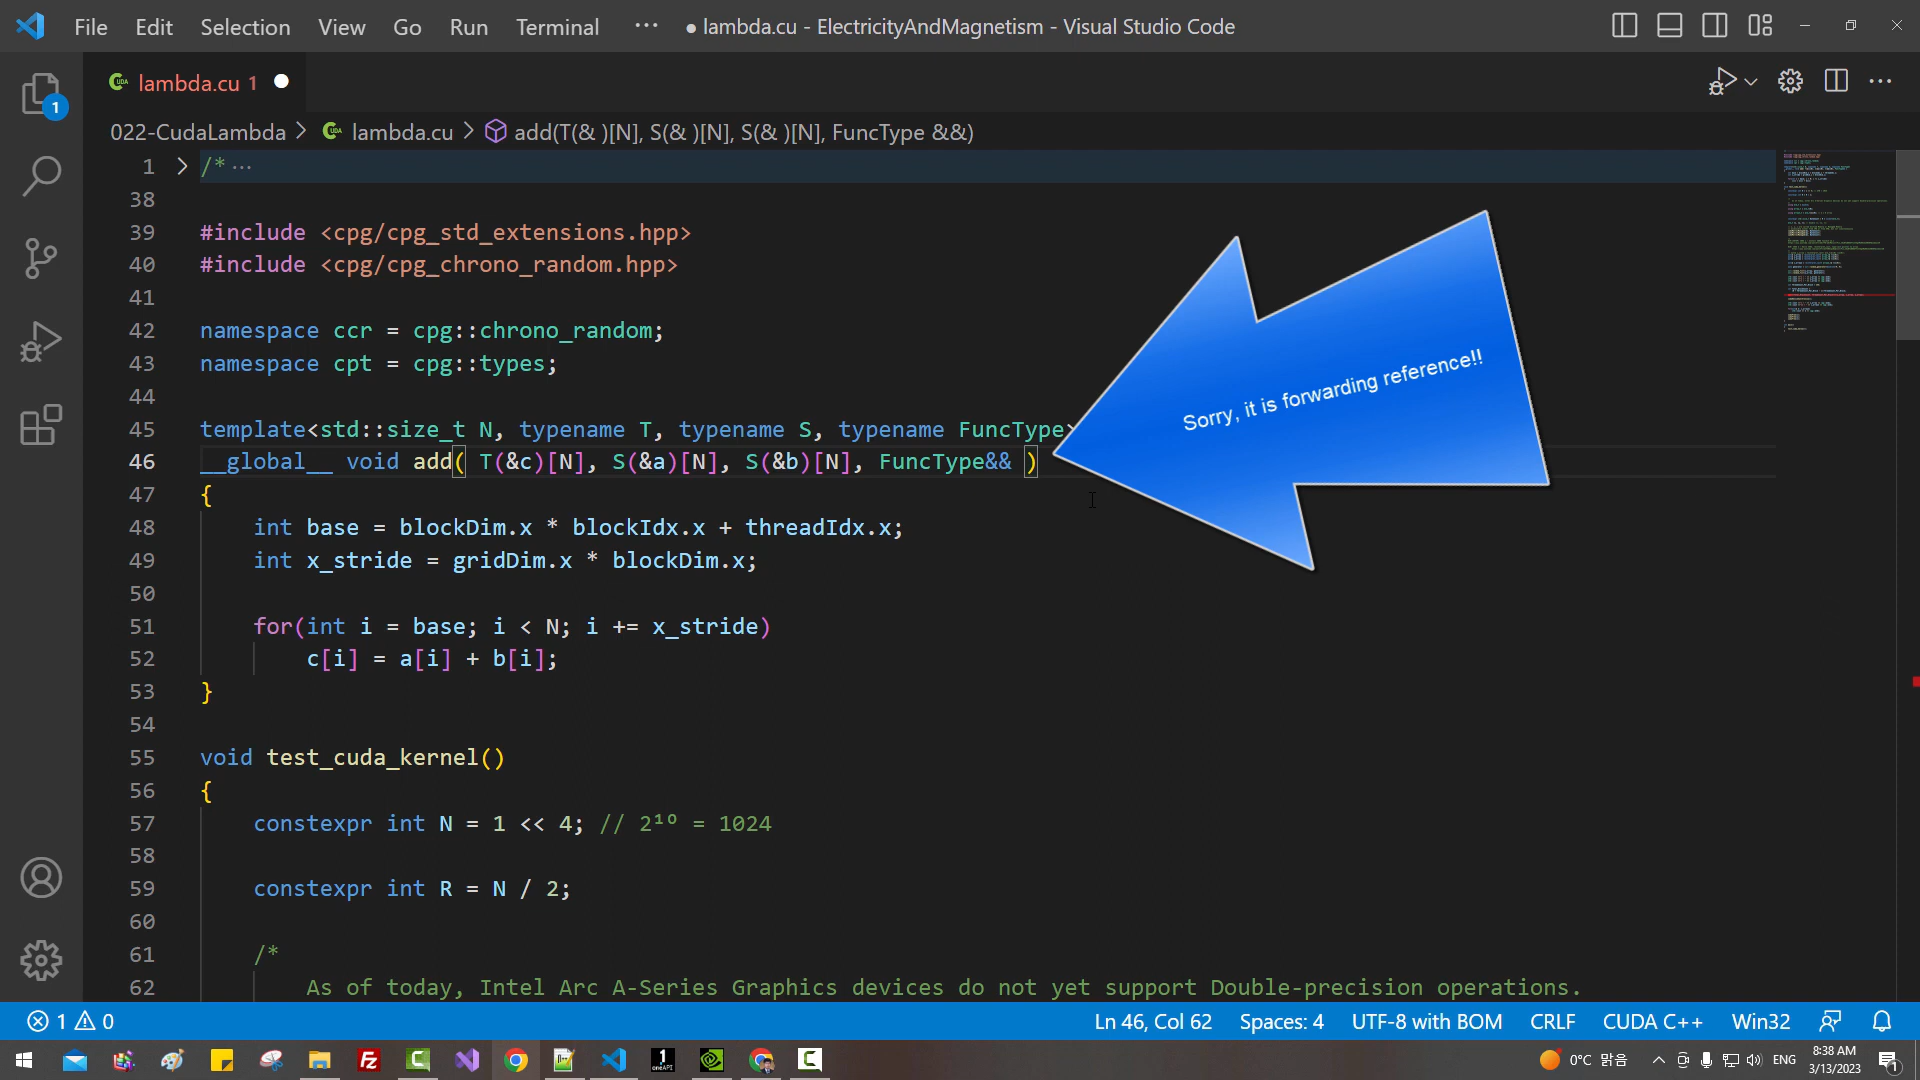 File Edit Selection View Go Run Terminal ··· ● lambda.cu - ElectricityAndMagnetism - Visual Studio Code
lambda.cu 1 ●
022-CudaLambda > lambda.cu > add(T(& )[N], S(& )[N], S(& )[N], FuncType &&)
1 > /* ···
38
39 #include <cpg/cpg_std_extensions.hpp>
40 #include <cpg/cpg_chrono_random.hpp>
41
42 namespace ccr = cpg::chrono_random;
43 namespace cpt = cpg::types;
44
45 template<std::size_t N, typename T, typename S, typename FuncType>
46 __global__ void add( T(&c)[N], S(&a)[N], S(&b)[N], FuncType&& )
47 {
48 int base = blockDim.x * blockIdx.x + threadIdx.x;
49 int x_stride = gridDim.x * blockDim.x;
50
51 for(int i = base; i < N; i += x_stride)
52 c[i] = a[i] + b[i];
53 }
54
55 void test_cuda_kernel()
56 {
57 constexpr int N = 1 << 4; // 2¹⁰ = 1024
58
59 constexpr int R = N / 2;
60
61 /*
62 As of today, Intel Arc A-Series Graphics devices do not yet support Double-precision operations.
Sorry, it is forwarding reference!!
1
1 0 Ln 46, Col 62 Spaces: 4 UTF-8 with BOM CRLF CUDA C++ Win32
0°C 맑음 ENG 8:38 AM
3/13/2023